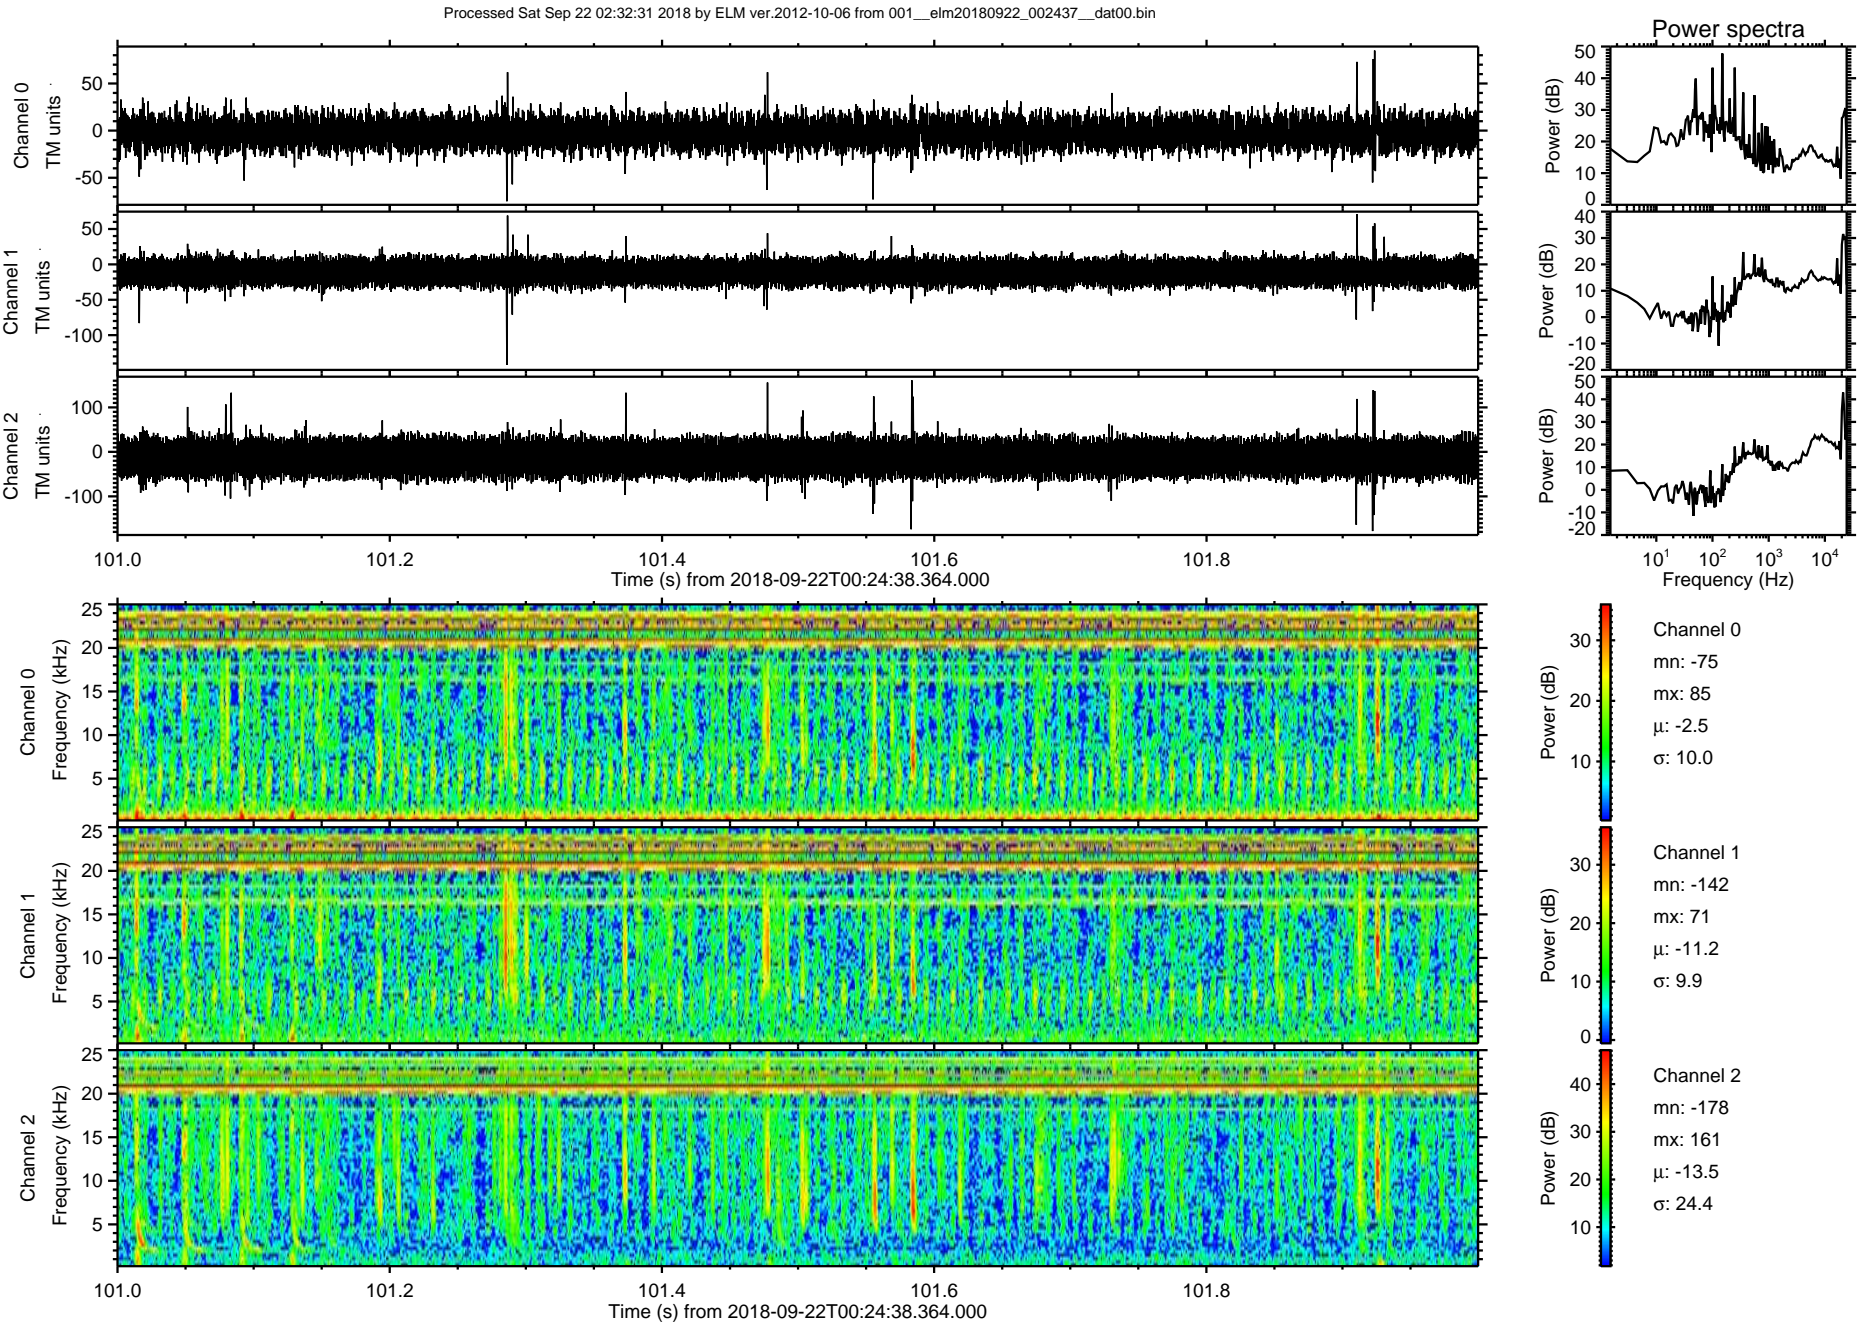 Processed Sat Sep 22 02:32:31 2018 by ELM ver.2012-10-06 from 001__elm20180922_002437__dat00.bin
Power spectra
Channel 0
TM units
50
0
-50
Power (dB)
50
40
30
20
10
0
Channel 1
TM units
50
0
-50
-100
Power (dB)
40
30
20
10
0
-10
-20
Channel 2
TM units
100
0
-100
Power (dB)
50
40
30
20
10
0
-10
-20
101.0 101.2 101.4 101.6 101.8
Time (s) from 2018-09-22T00:24:38.364.000
10^1 10^2 10^3 10^4
Frequency (Hz)
Channel 0
Frequency (kHz)
25
20
15
10
5
Power (dB)
30
20
10
Channel 0
mn: -75
mx: 85
μ: -2.5
σ: 10.0
Channel 1
Frequency (kHz)
25
20
15
10
5
Power (dB)
30
20
10
0
Channel 1
mn: -142
mx: 71
μ: -11.2
σ: 9.9
Channel 2
Frequency (kHz)
25
20
15
10
5
Power (dB)
40
30
20
10
Channel 2
mn: -178
mx: 161
μ: -13.5
σ: 24.4
101.0 101.2 101.4 101.6 101.8
Time (s) from 2018-09-22T00:24:38.364.000